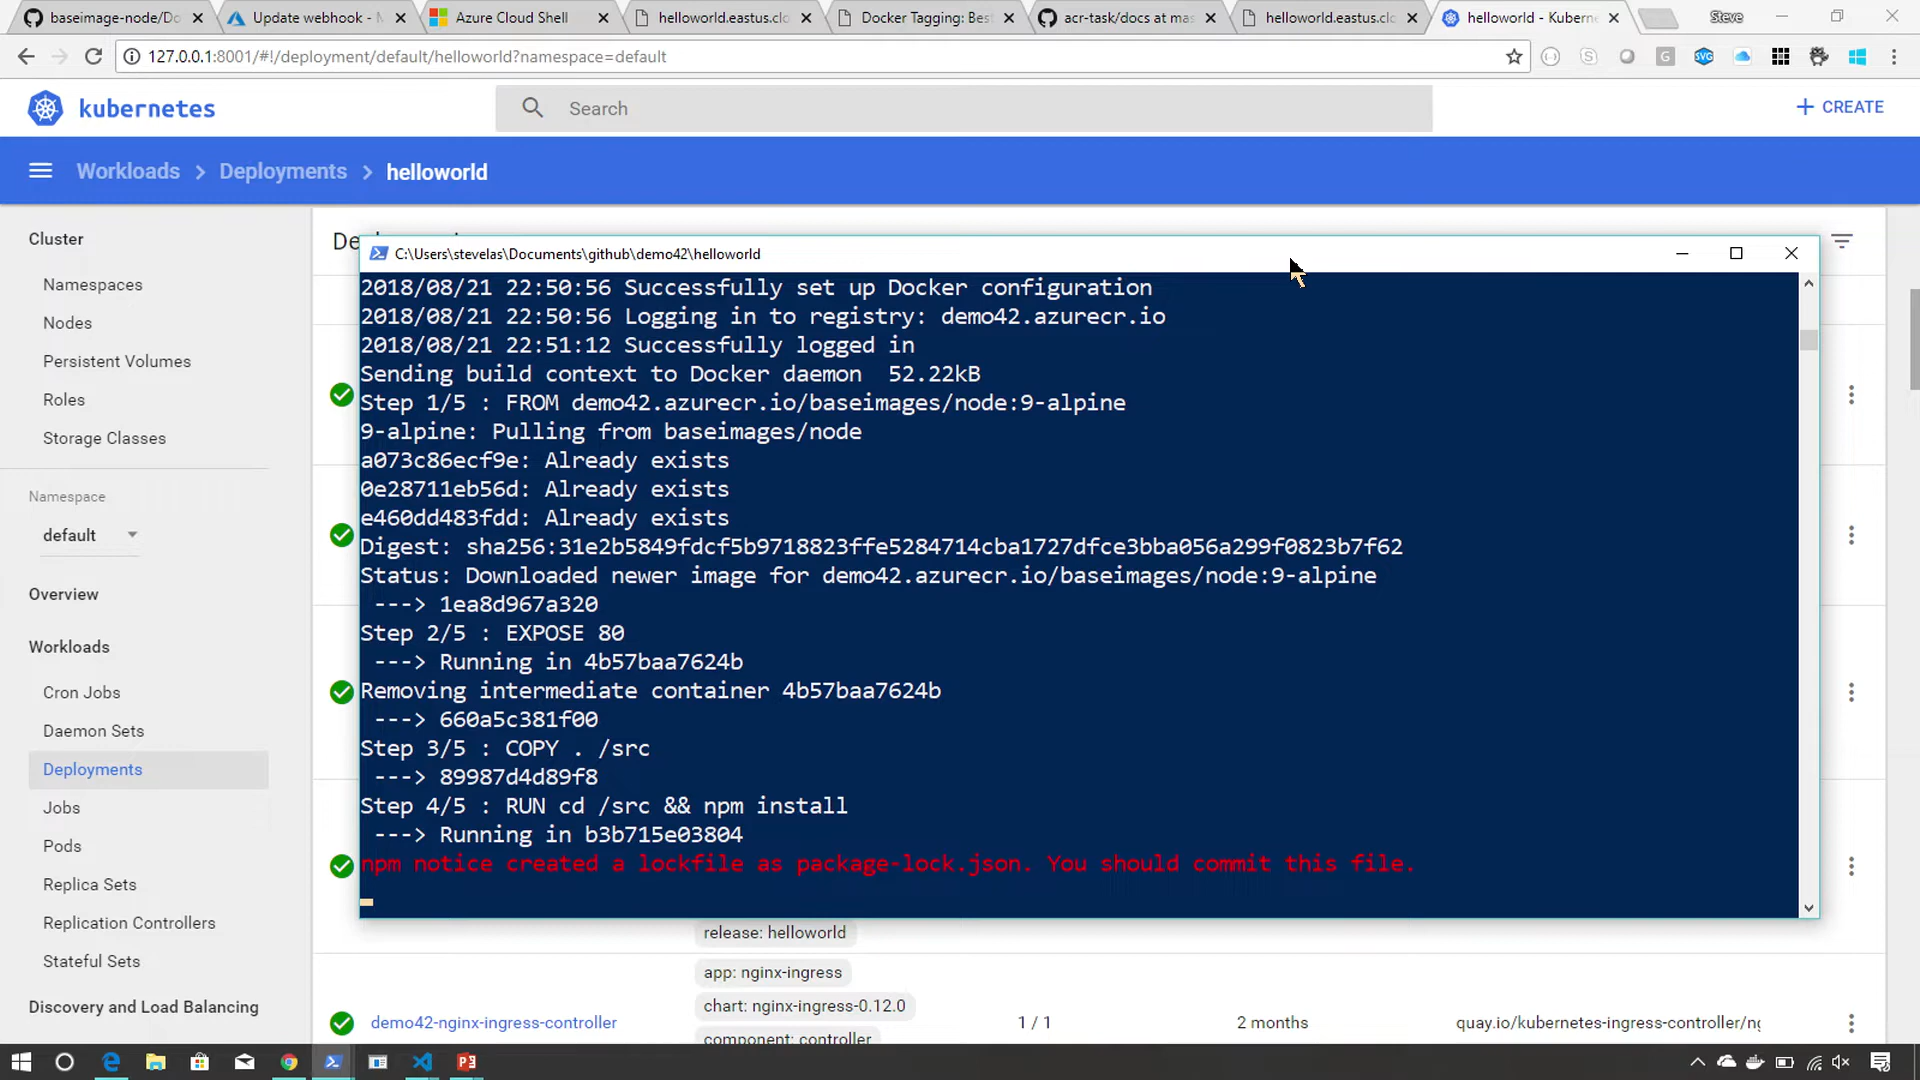 baseimage-node/Do
Update webhook - M
Azure Cloud Shell
helloworld.eastus.clo
Docker Tagging: Best
acr-task/docs at mas
helloworld.eastus.clo
helloworld - Kuberne
Steve
127.0.0.1:8001/#!/deployment/default/helloworld?namespace=default
kubernetes
Search
+ CREATE
Workloads > Deployments > helloworld
Cluster
Namespaces
Nodes
Persistent Volumes
Roles
Storage Classes
Namespace
default
Overview
Workloads
Cron Jobs
Daemon Sets
Deployments
Jobs
Pods
Replica Sets
Replication Controllers
Stateful Sets
Discovery and Load Balancing
C:\Users\stevelas\Documents\github\demo42\helloworld
2018/08/21 22:50:56 Successfully set up Docker configuration
2018/08/21 22:50:56 Logging in to registry: demo42.azurecr.io
2018/08/21 22:51:12 Successfully logged in
Sending build context to Docker daemon 52.22kB
Step 1/5 : FROM demo42.azurecr.io/baseimages/node:9-alpine
9-alpine: Pulling from baseimages/node
a073c86ecf9e: Already exists
0e28711eb56d: Already exists
e460dd483fdd: Already exists
Digest: sha256:31e2b5849fdcf5b9718823ffe5284714cba1727dfce3bba056a299f0823b7f62
Status: Downloaded newer image for demo42.azurecr.io/baseimages/node:9-alpine
---> 1ea8d967a320
Step 2/5 : EXPOSE 80
---> Running in 4b57baa7624b
Removing intermediate container 4b57baa7624b
---> 660a5c381f00
Step 3/5 : COPY . /src
---> 89987d4d89f8
Step 4/5 : RUN cd /src && npm install
---> Running in b3b715e03804
npm notice created a lockfile as package-lock.json. You should commit this file.
release: helloworld
app: nginx-ingress
chart: nginx-ingress-0.12.0
component: controller
demo42-nginx-ingress-controller
1 / 1
2 months
quay.io/kubernetes-ingress-controller/ng